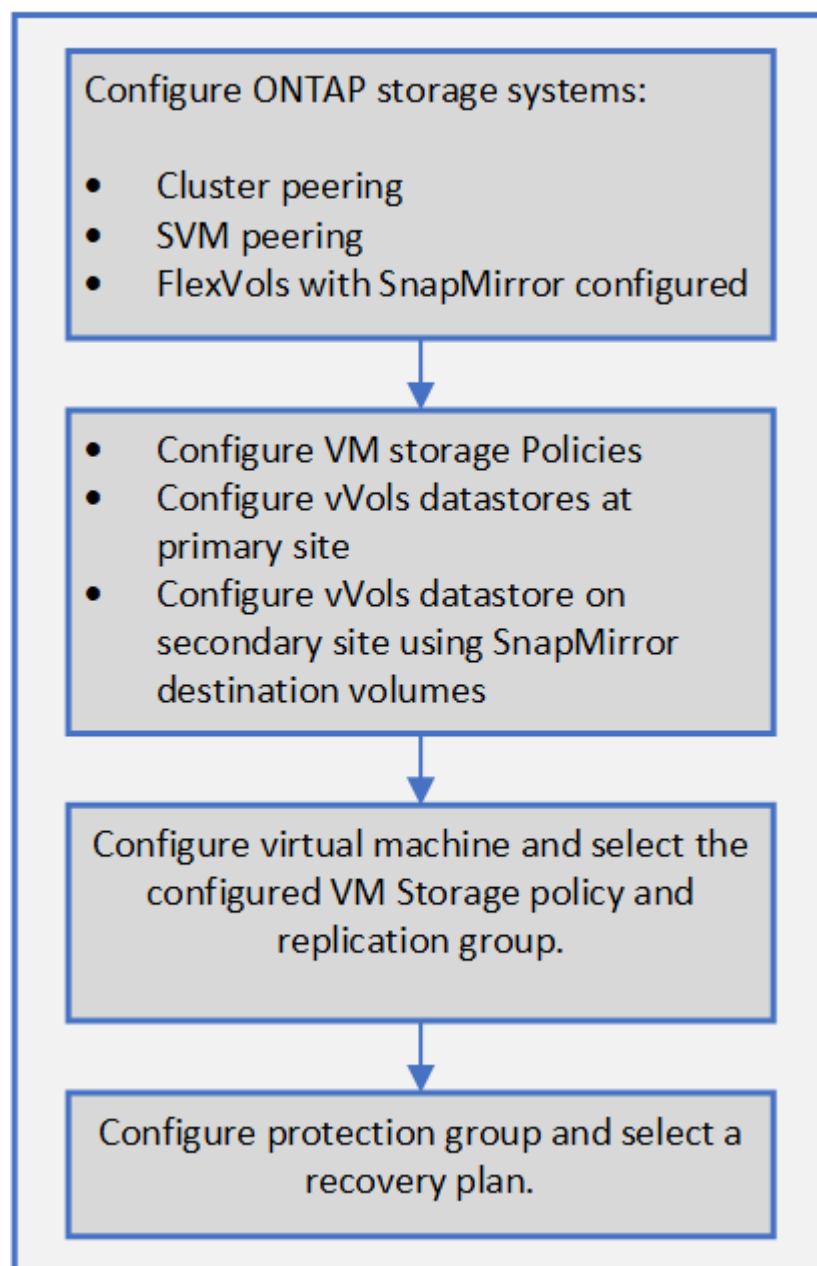 Configure ONTAP storage systems:
• Cluster peering
• SVM peering
• FlexVols with SnapMirror configured
• Configure VM storage Policies
• Configure vVols datastores at
primary site
• Configure vVols datastore on
secondary site using SnapMirror
destination volumes
Configure virtual machine and select the
configured VM Storage policy and
replication group.
Configure protection group and select a
recovery plan.